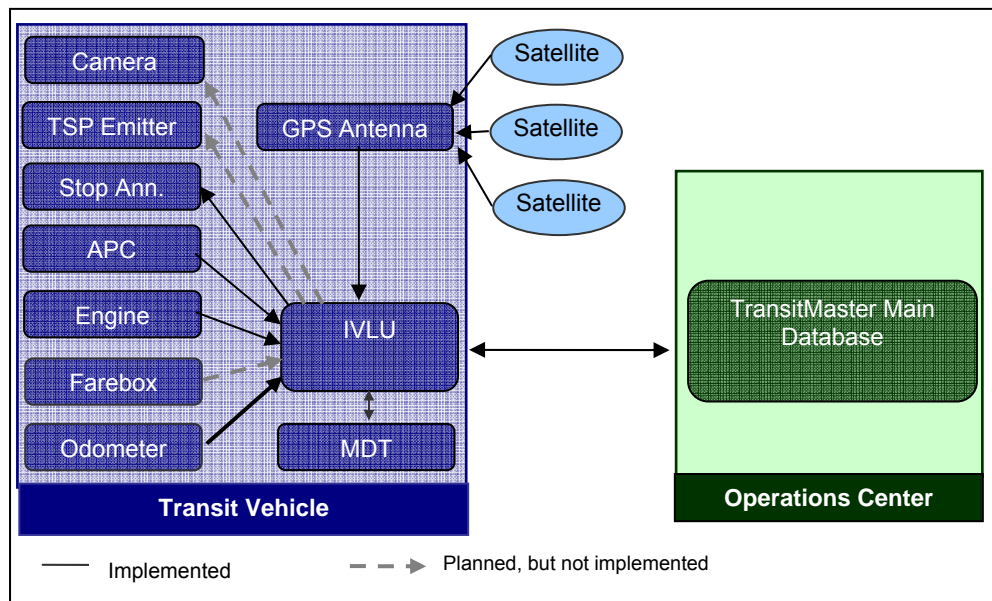 Camera
TSP Emitter
Stop Ann.
APC
Engine
Farebox
Odometer
GPS Antenna
IVLU
MDT
Transit Vehicle
Satellite
Satellite
Satellite
TransitMaster Main
Database
Operations Center
Implemented
Planned, but not implemented